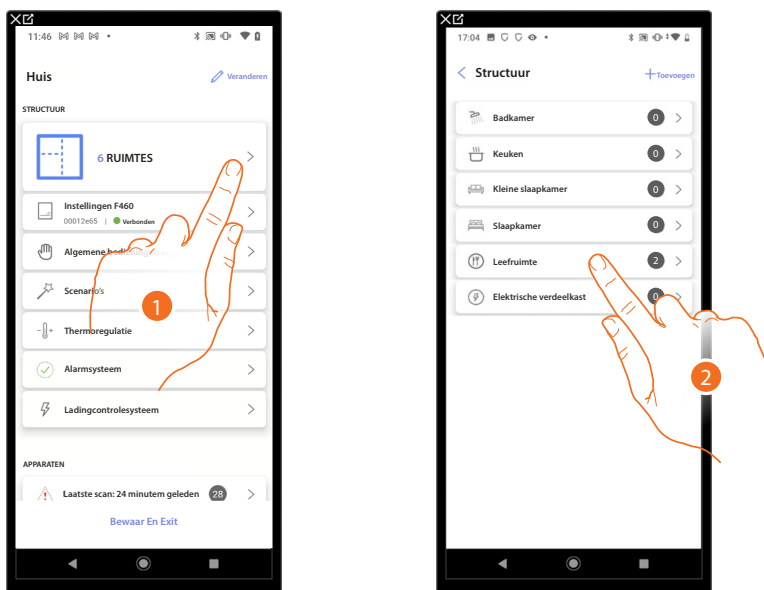 11:46
Huis
Veranderen
STRUCTUUR
6 RUIMTES
Instellingen F460
00012e65 | Verbonden
Algemene
Scenario's
1
Thermoregulatie
Alarmsysteem
Ladingcontrolesysteem
APPARATEN
Laatste scan: 24 minutem geleden 28
Bewaar En Exit
17:04
Structuur
Toevoegen
Badkamer 0
Keuken 0
Kleine slaapkamer 0
Slaapkamer 0
Leefruimte 2
Elektrische verdeelkast 0
2